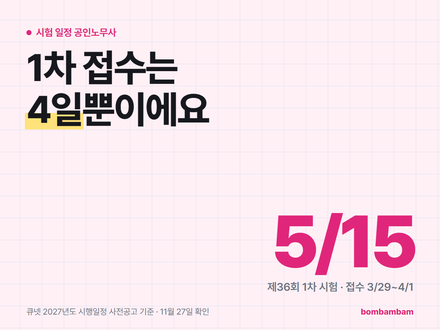 시험 일정 공인노무사
1차 접수는
4일뿐이에요
5/15
제36회 1차 시험 · 접수 3/29~4/1
큐넷 2027년도 시행일정 사전공고 기준 · 11월 27일 확인
bombambam